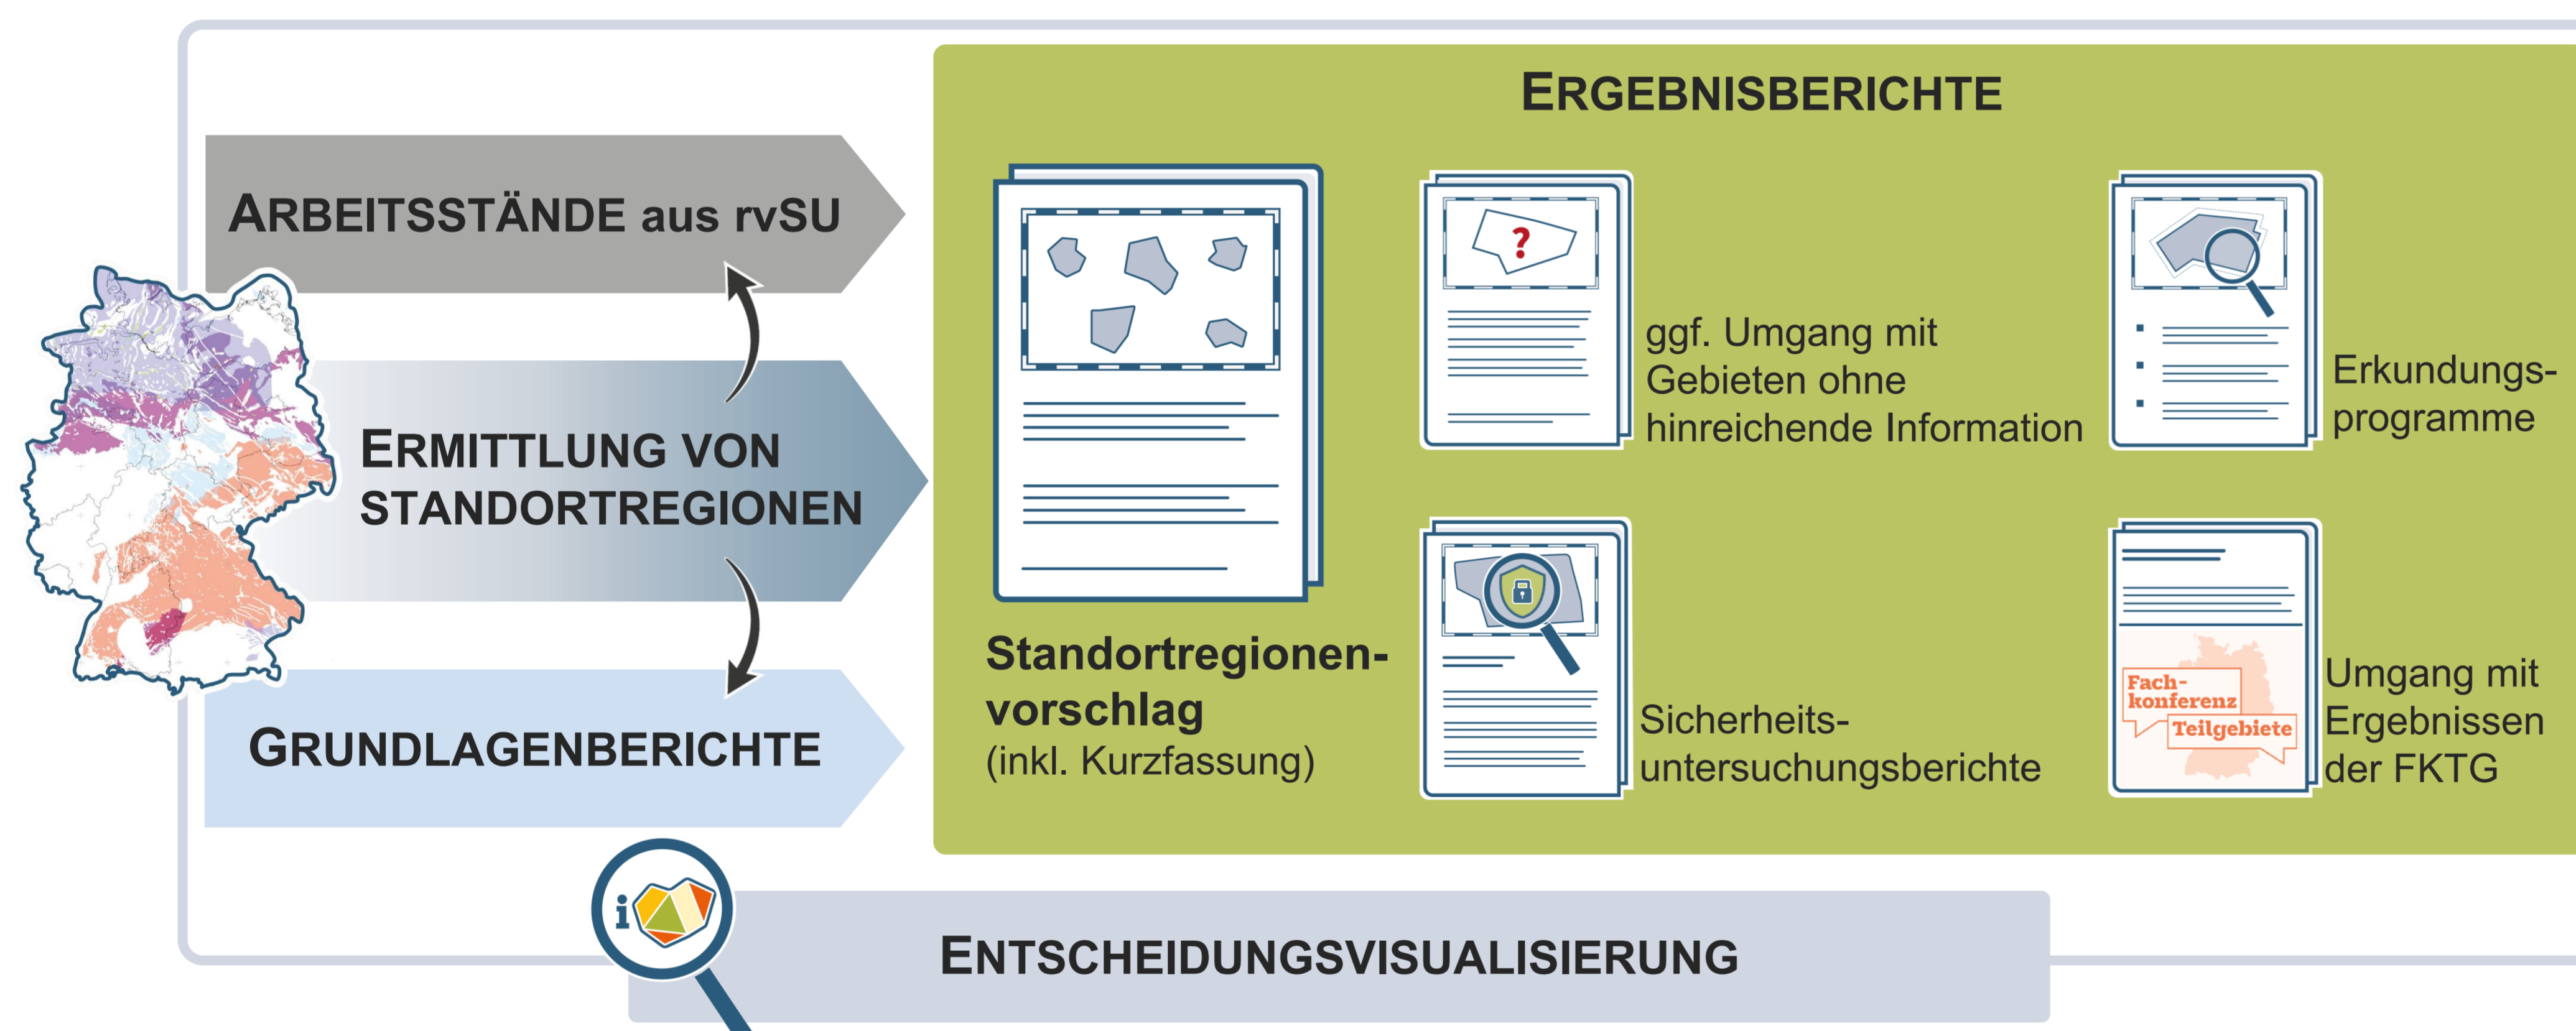 ERGEBNISBERICHTE
ARBEITSSTÄNDE aus rvSU
ERMITTLUNG VON
STANDORTREGIONEN
GRUNDLAGENBERICHTE
Standortregionen-
vorschlag
(inkl. Kurzfassung)
?
ggf. Umgang mit
Gebieten ohne
hinreichende Information
Erkundungs-
programme
Sicherheits-
untersuchungsberichte
Fach-
konferenz
Teilgebiete
Umgang mit
Ergebnissen
der FKTG
i
ENTSCHEIDUNGSVISUALISIERUNG